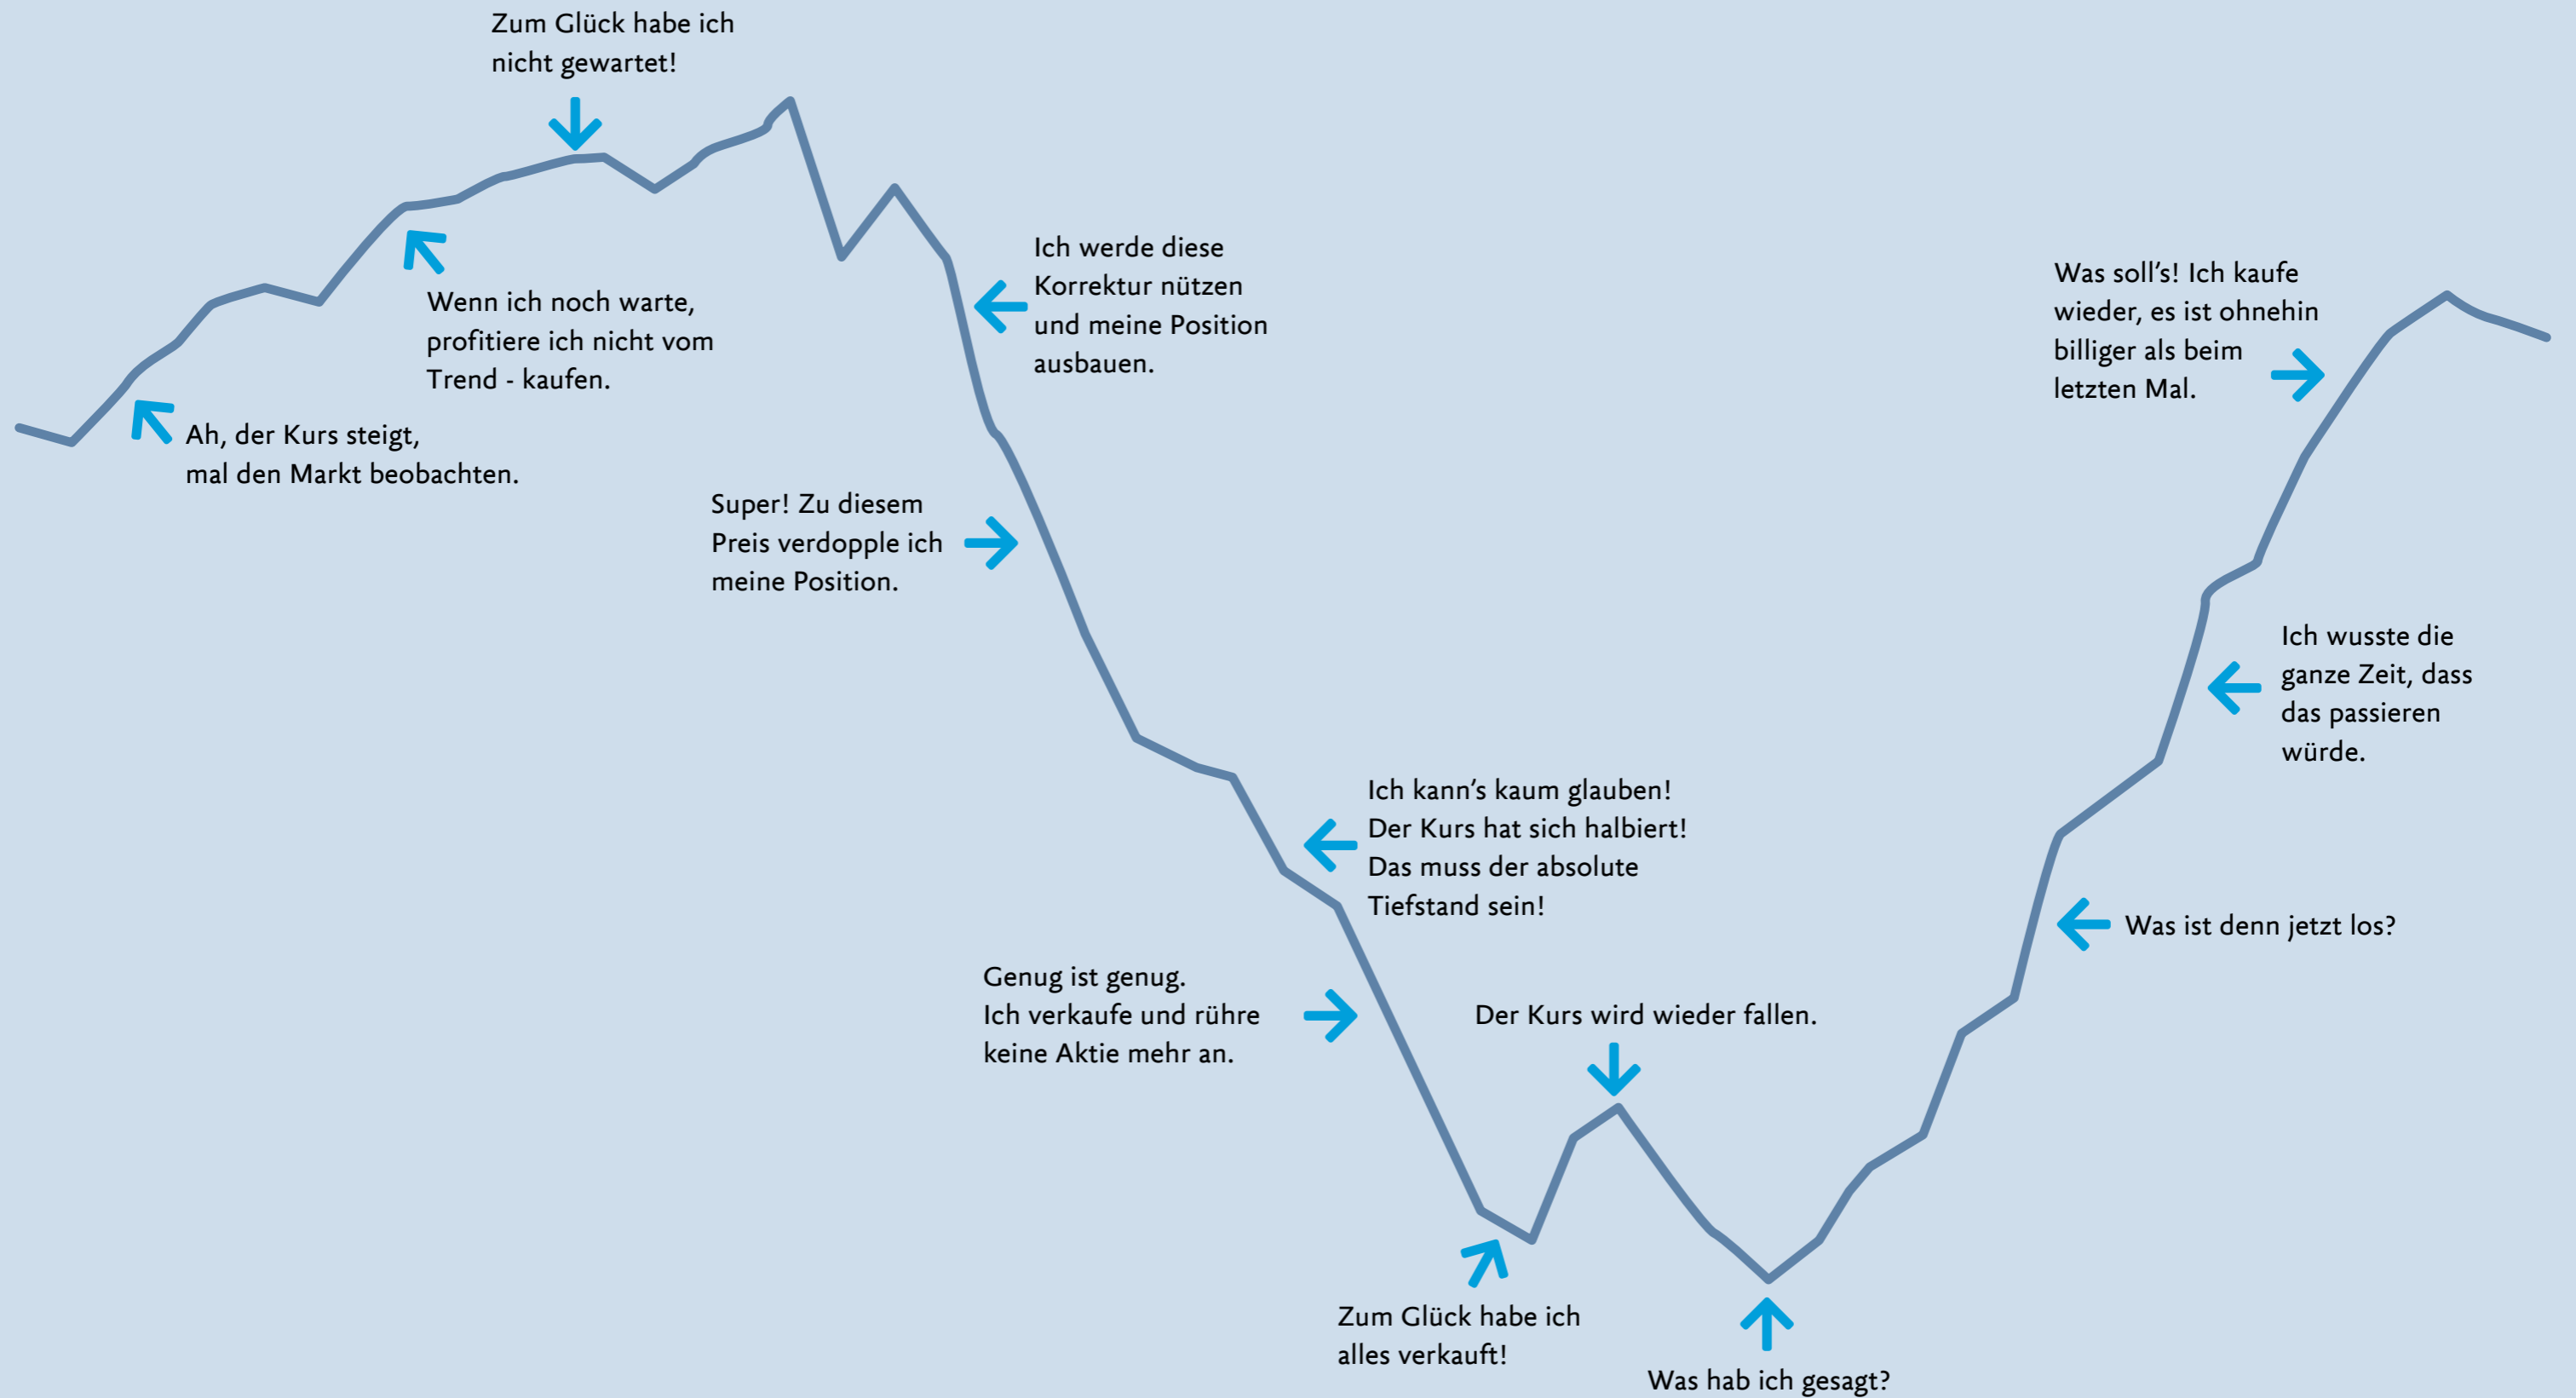 Zum Glück habe ich
nicht gewartet!
Wenn ich noch warte,
profitiere ich nicht vom
Trend - kaufen.
Ah, der Kurs steigt,
mal den Markt beobachten.
Ich werde diese
Korrektur nützen
und meine Position
ausbauen.
Super! Zu diesem
Preis verdopple ich
meine Position.
Ich kann’s kaum glauben!
Der Kurs hat sich halbiert!
Das muss der absolute
Tiefstand sein!
Genug ist genug.
Ich verkaufe und rühre
keine Aktie mehr an.
Der Kurs wird wieder fallen.
Zum Glück habe ich
alles verkauft!
Was hab ich gesagt?
Was ist denn jetzt los?
Ich wusste die
ganze Zeit, dass
das passieren
würde.
Was soll’s! Ich kaufe
wieder, es ist ohnehin
billiger als beim
letzten Mal.